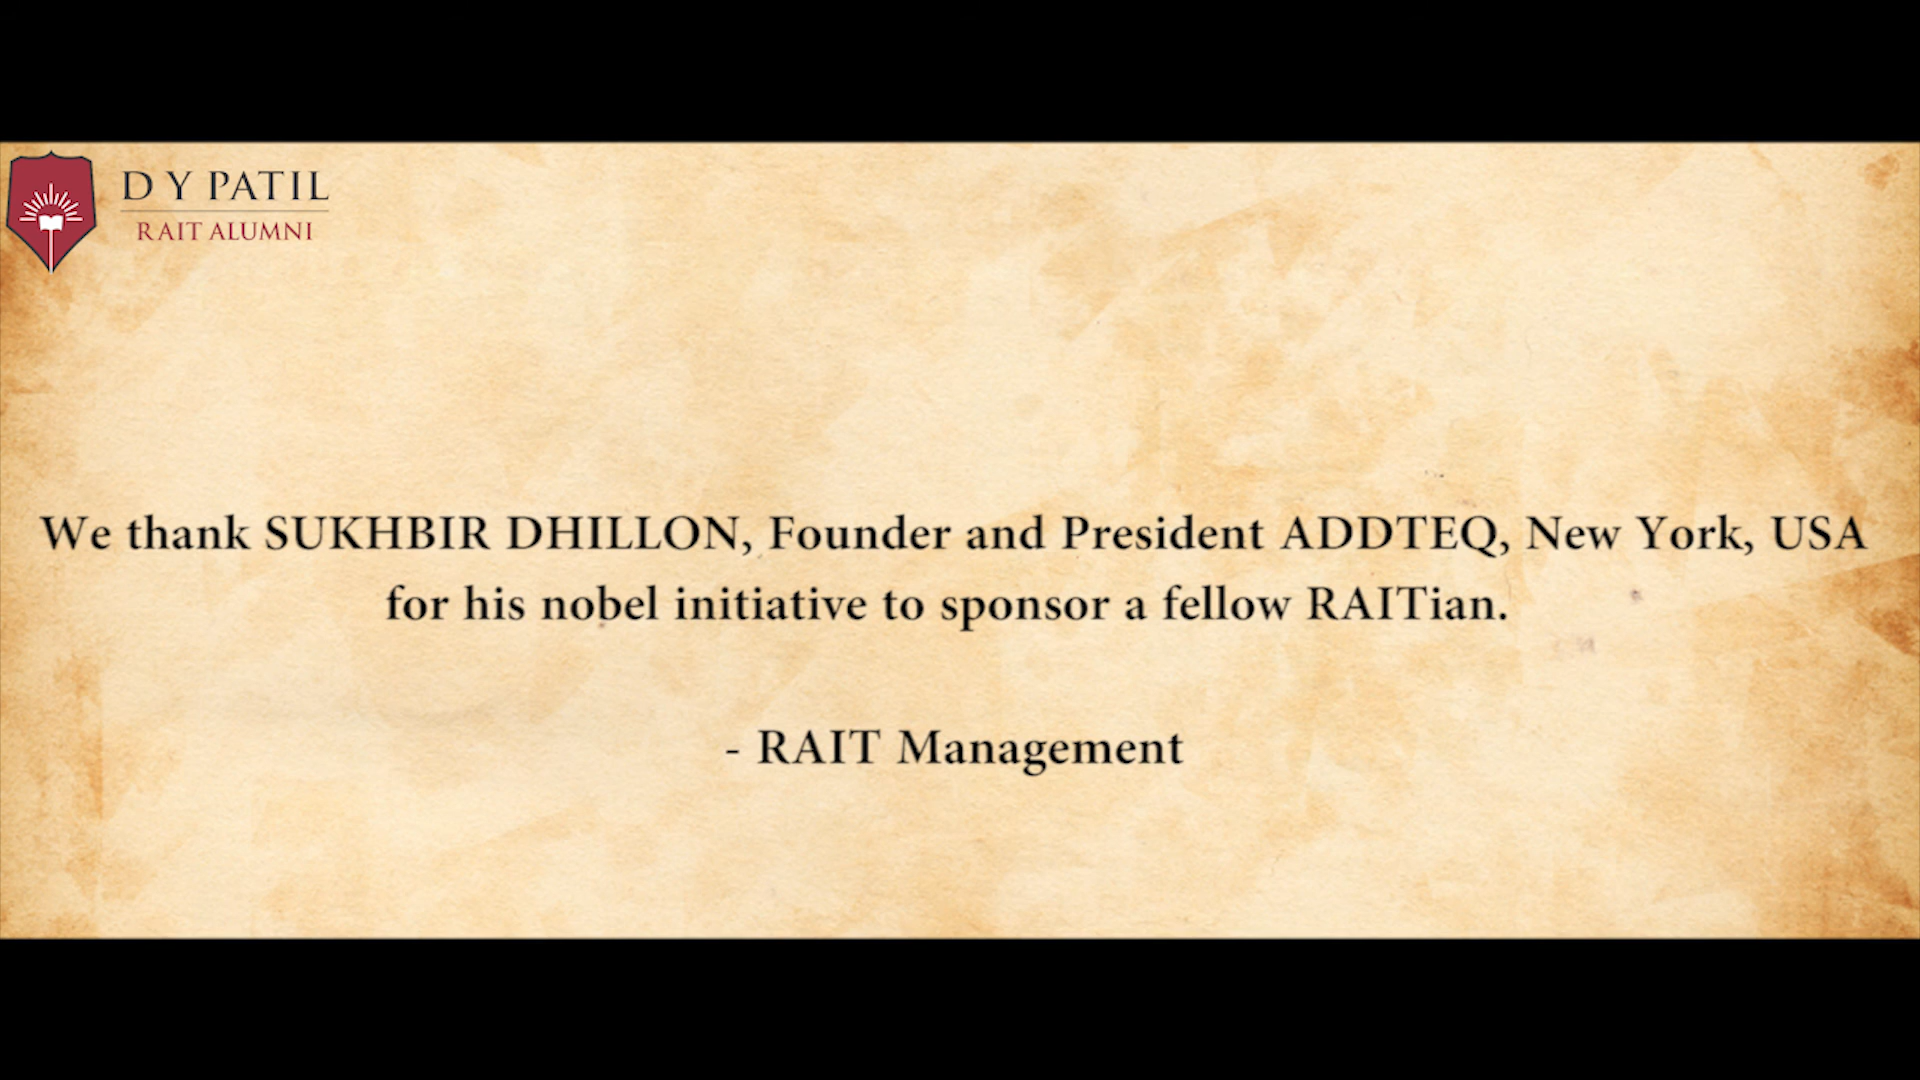 D Y PATIL
RAIT ALUMNI
We thank SUKHBIR DHILLON, Founder and President ADDTEQ, New York, USA
for his nobel initiative to sponsor a fellow RAITian.
- RAIT Management